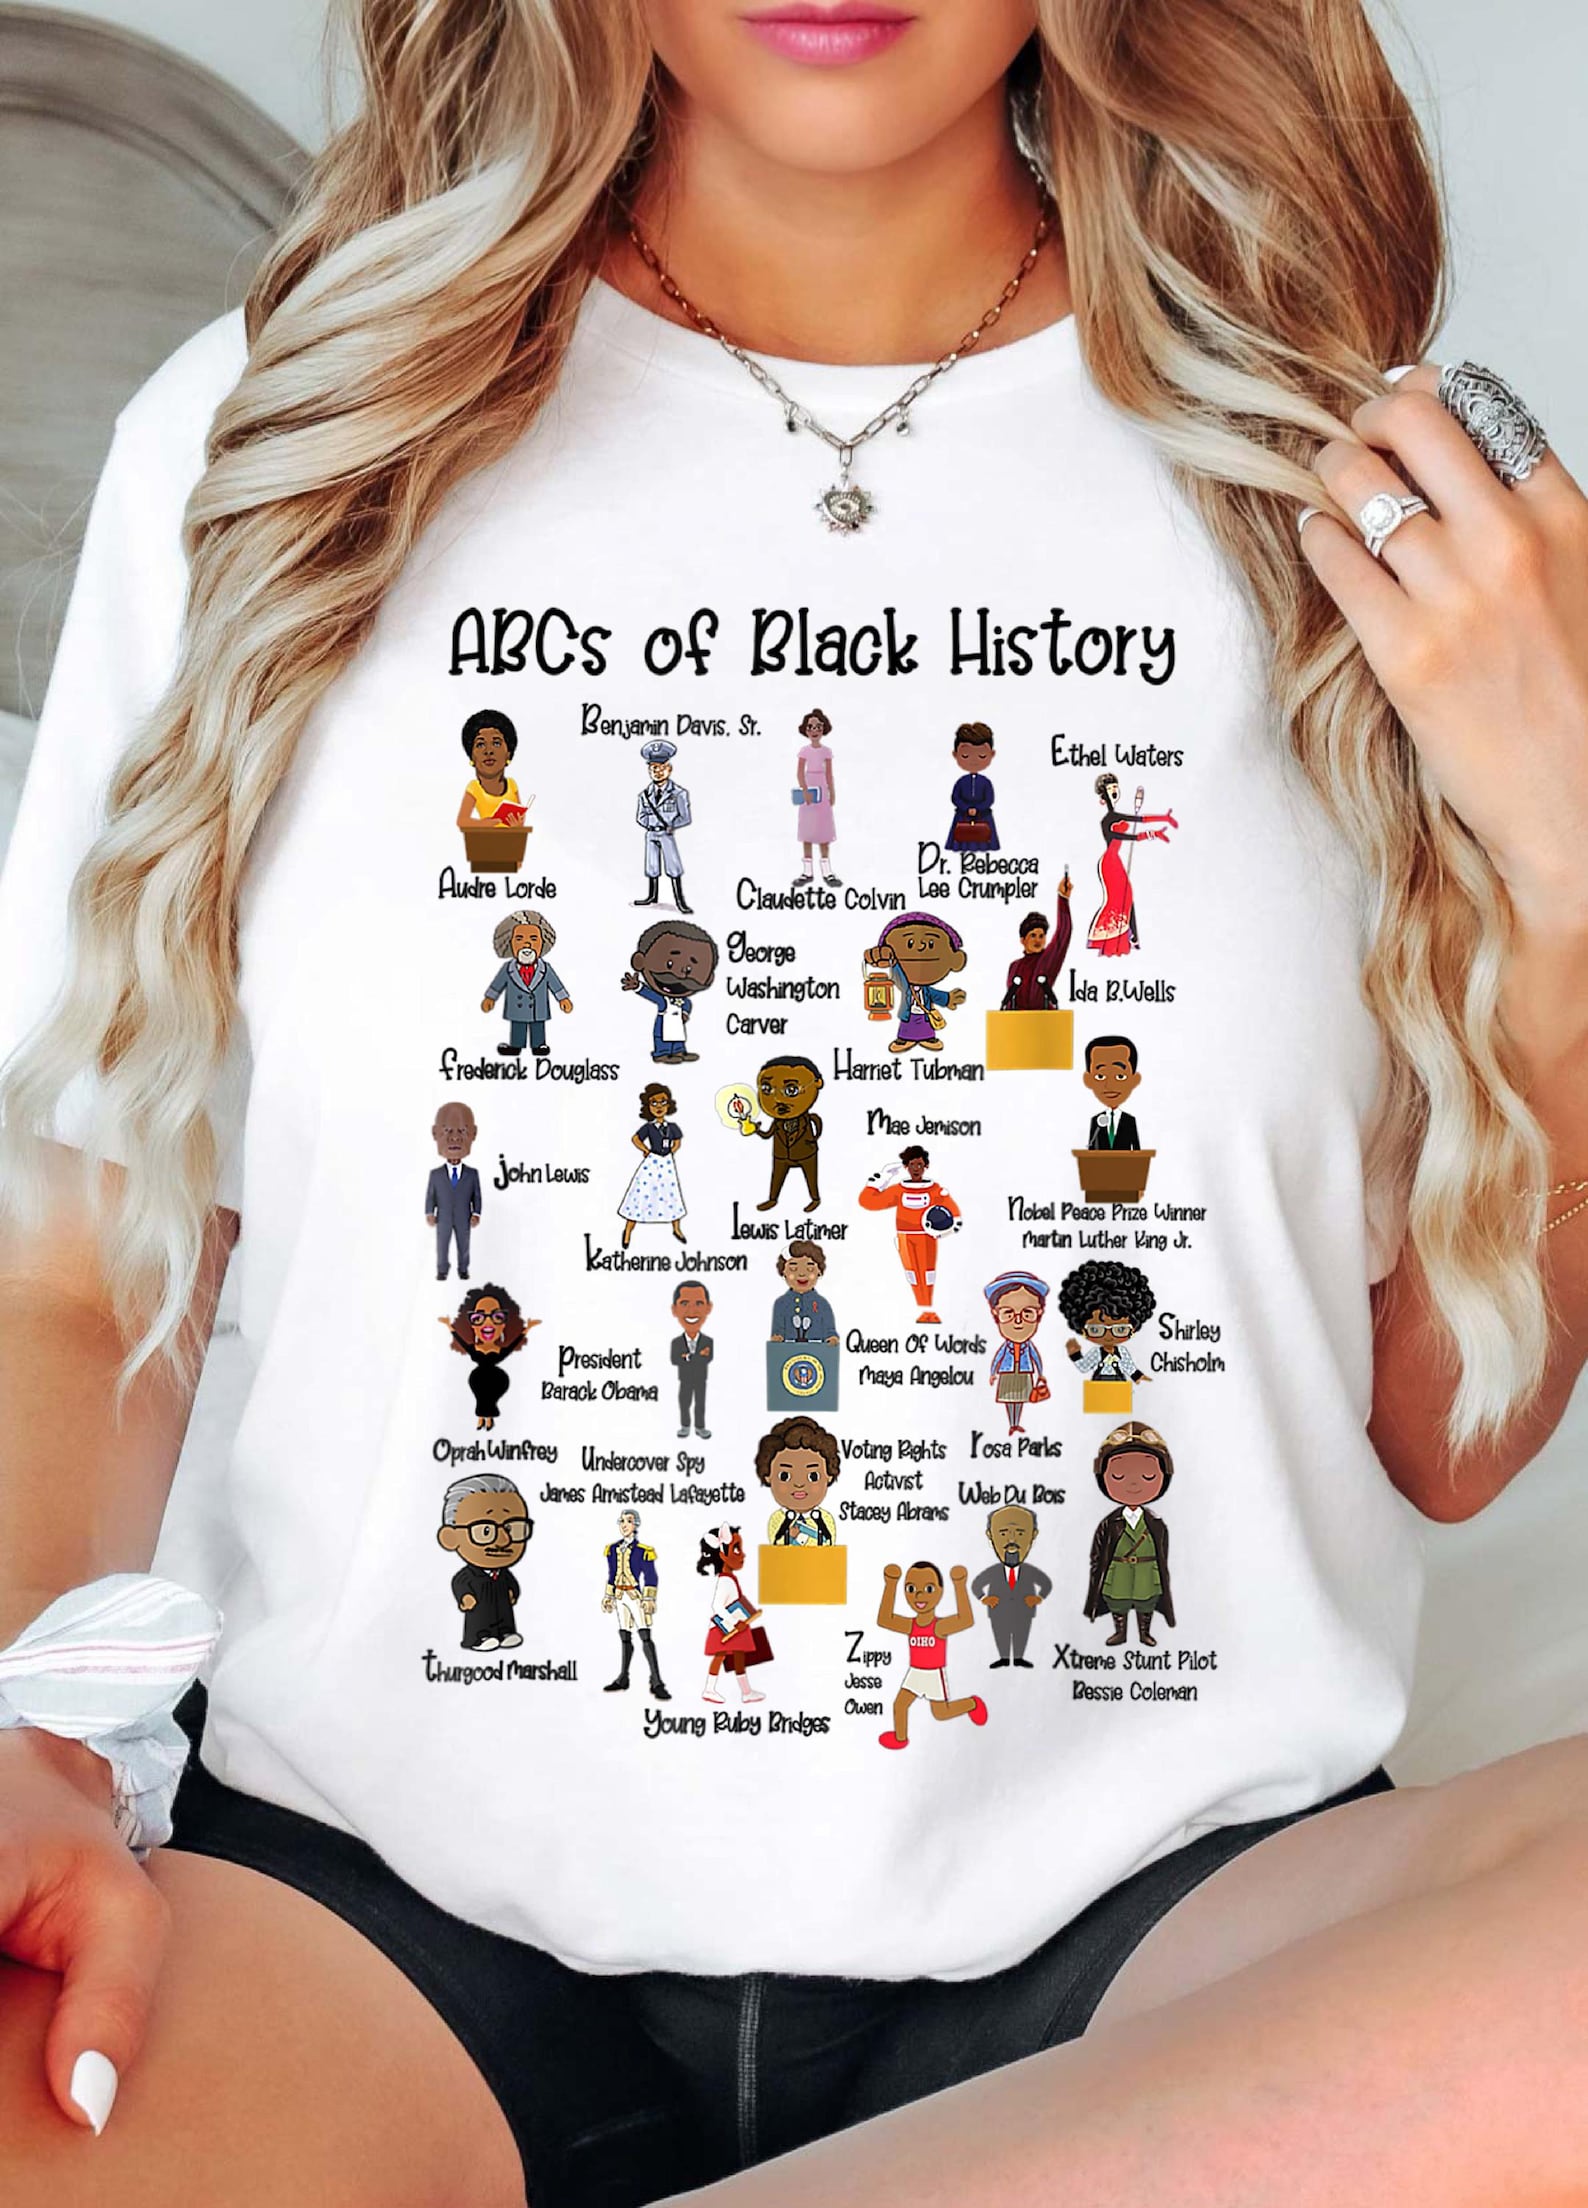 ABCs of Black History
Benjamin Davis, Sr.
Ethel Waters
Audre Lorde
Claudette Colvin
Dr. Rebecca
Lee Crumpler
George
Washington
Carver
Ida B.Wells
Frederick Douglass
Harriet Tubman
Mae Jemison
John Lewis
Nobel Peace Prize Winner
Martin Luther King Jr.
Lewis Latimer
Katherine Johnson
President
Barack Obama
Queen Of Words
Maya Angelou
Shirley
Chisholm
Oprah Winfrey
Undercover Spy
James Armistead Lafayette
Voting Rights
Activist
Stacey Abrams
rosa Parks
Web Du Bois
OIHO
Thurgood Marshall
Zippy
Jesse
Owen
Xtreme Stunt Pilot
Bessie Coleman
Young Ruby Bridges